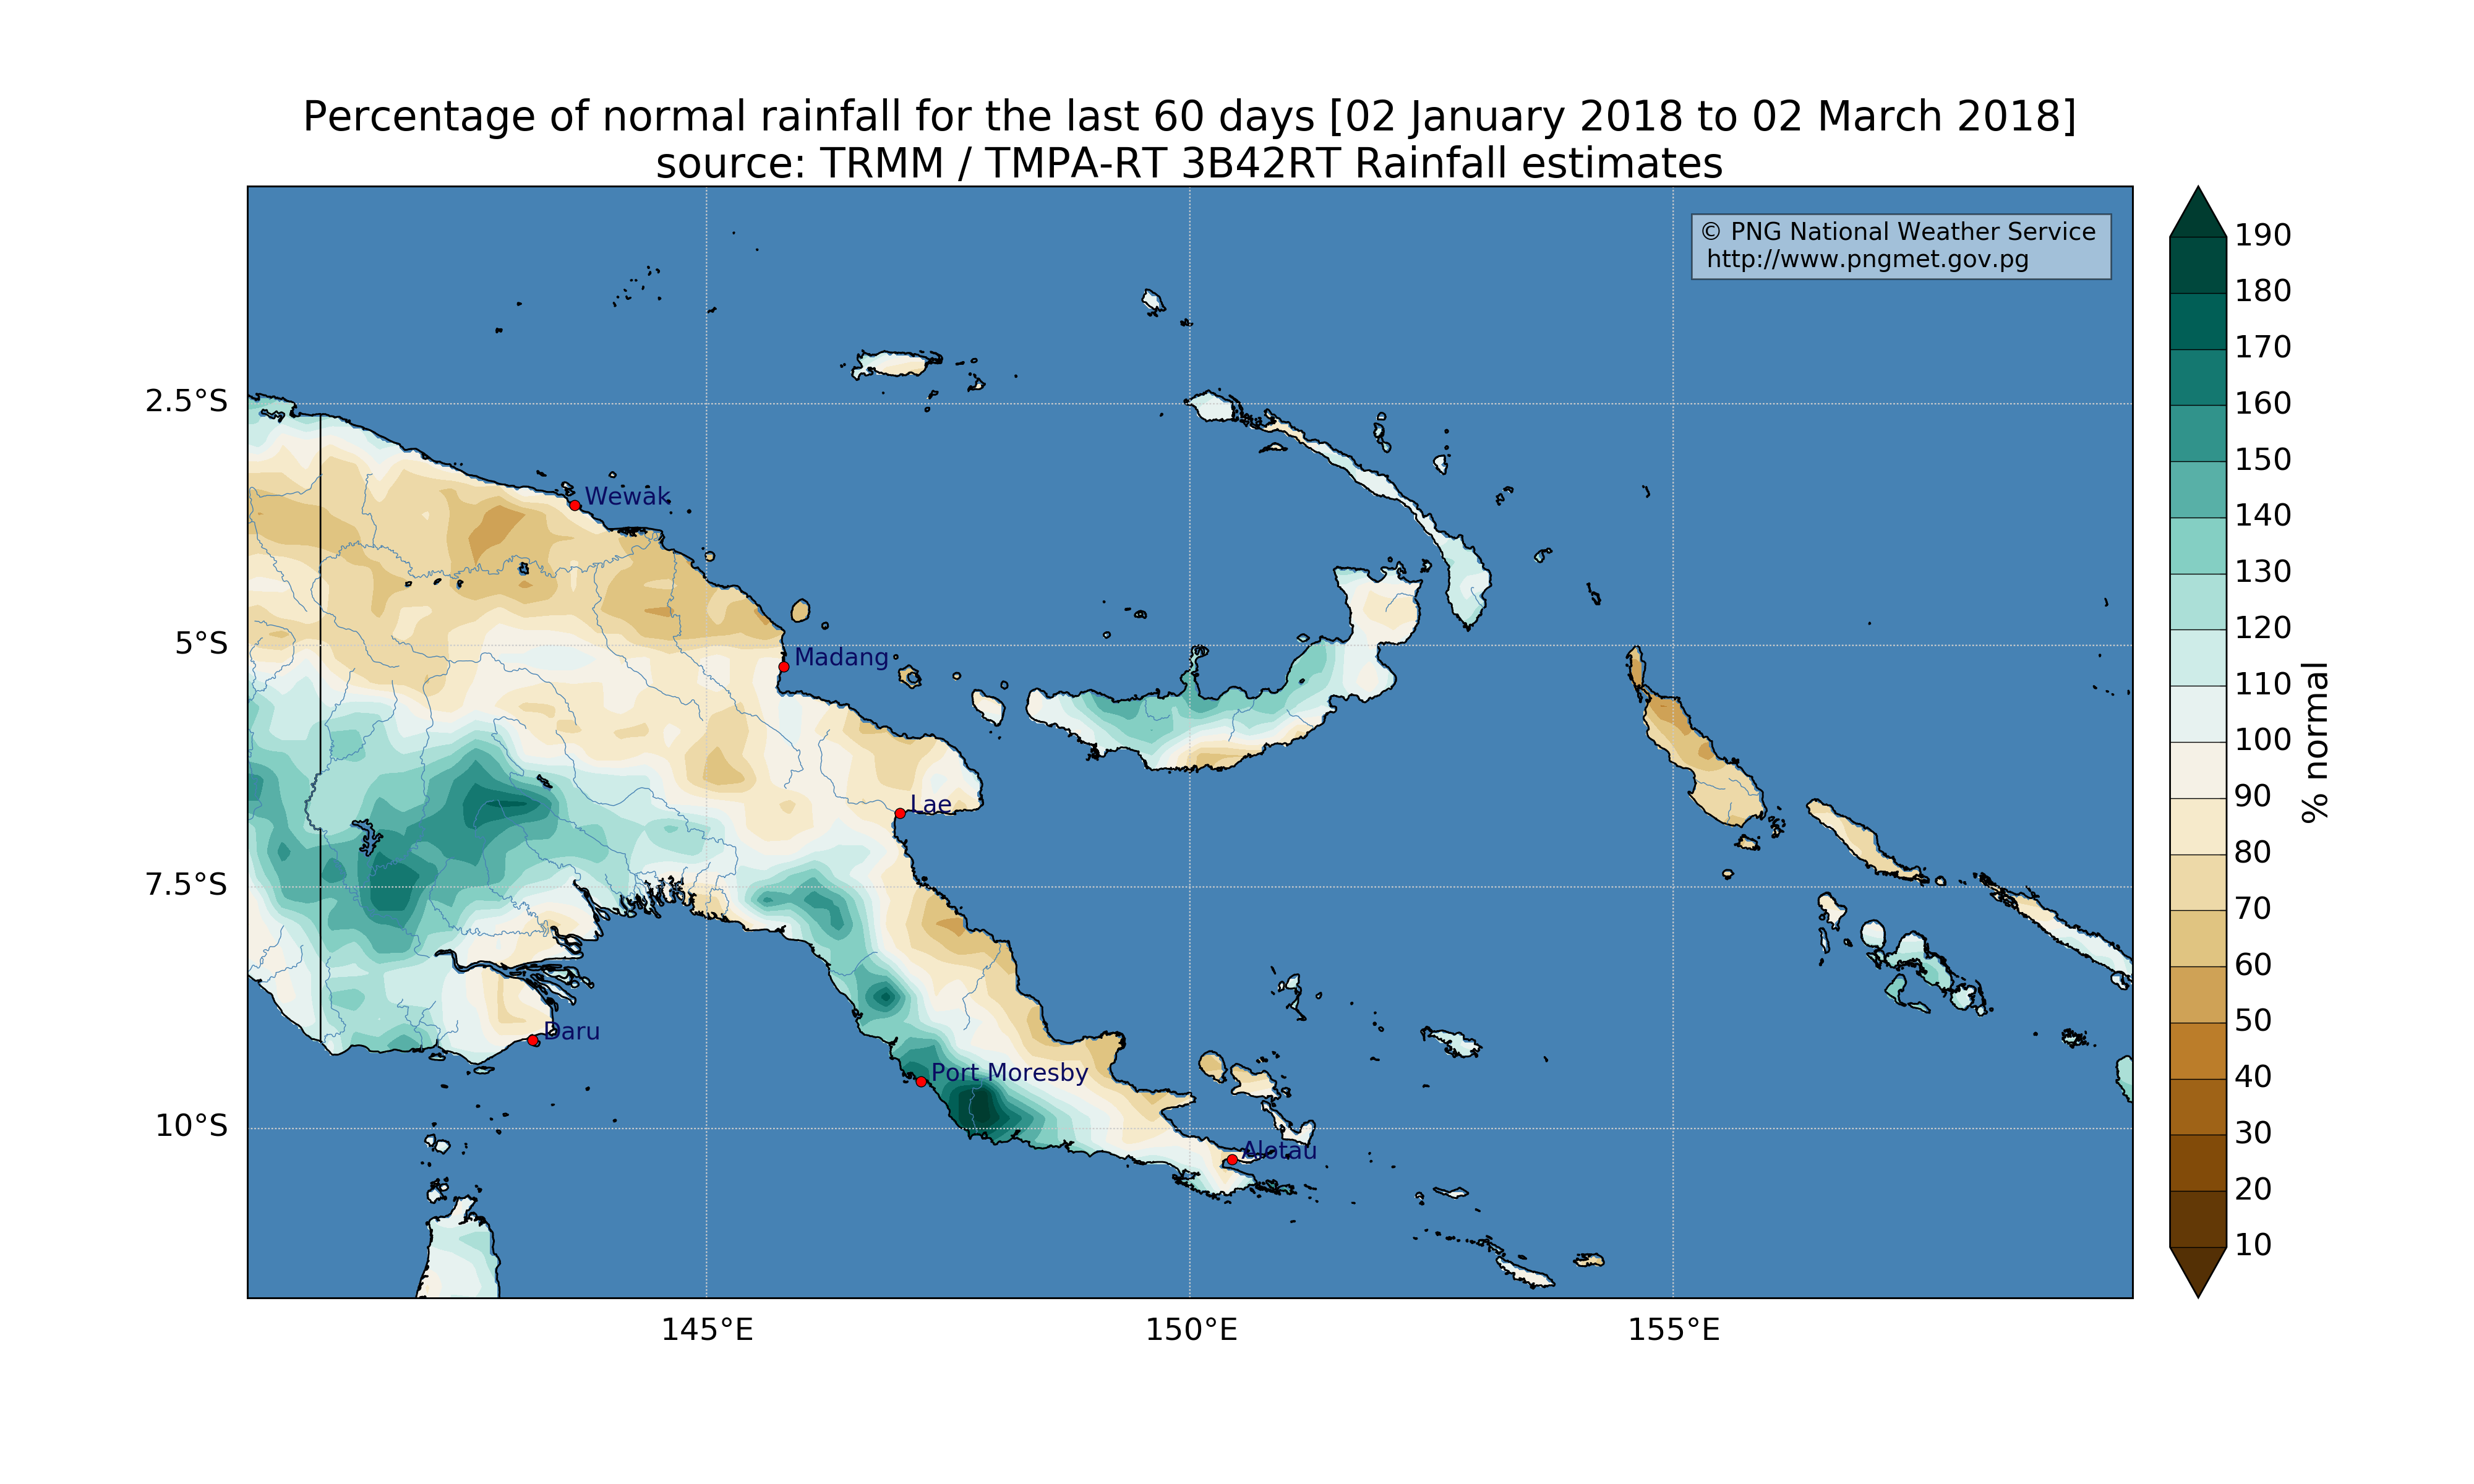 Percentage of normal rainfall for the last 60 days [02 January 2018 to 02 March 2018]
source: TRMM / TMPA-RT 3B42RT Rainfall estimates
© PNG National Weather Service
http://www.pngmet.gov.pg
2.5°S
5°S
7.5°S
10°S
Wewak
Madang
Lae
Daru
Port Moresby
Alotau
145°E
150°E
155°E
190
180
170
160
150
140
130
120
110
100
90
80
70
60
50
40
30
20
10
% normal